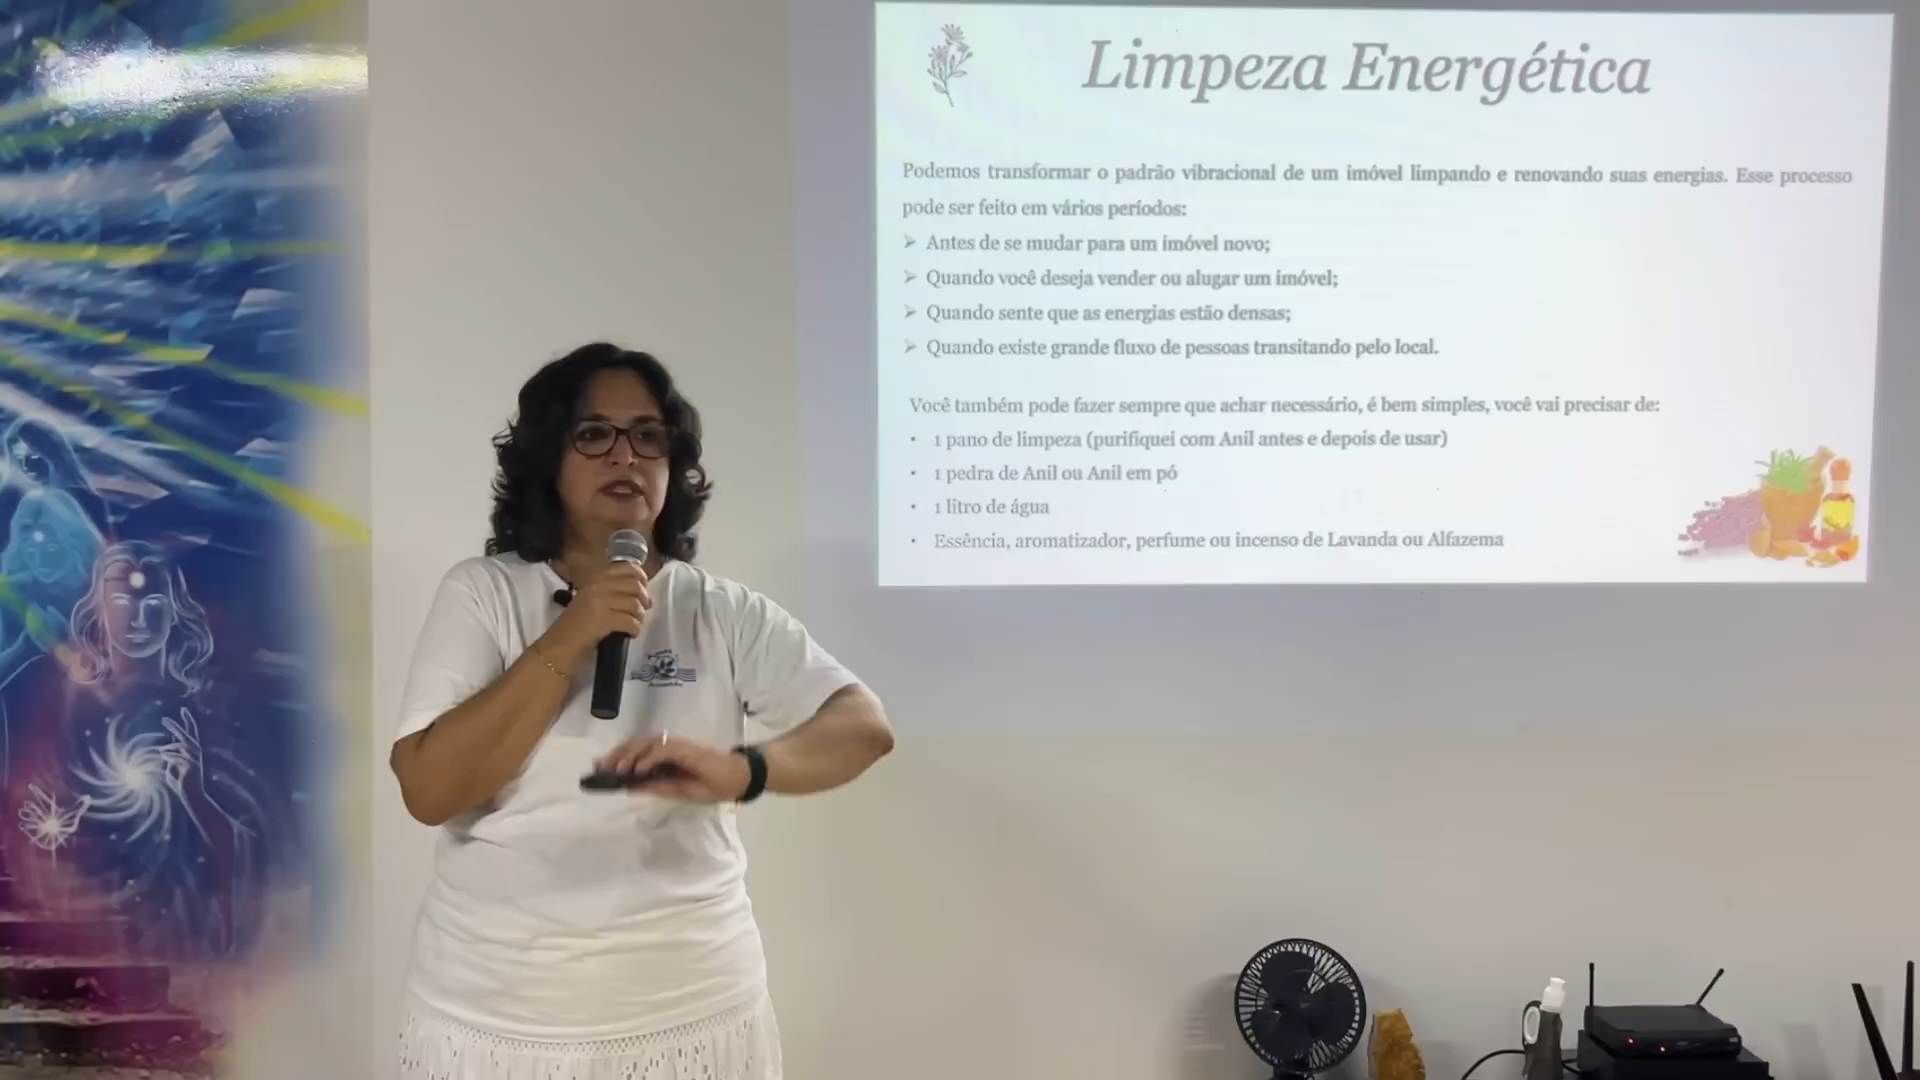 Limpeza Energética
Podemos transformar o padrão vibracional de um imóvel limpando e renovando suas energias. Esse processo
pode ser feito em vários períodos:
➢ Antes de se mudar para um imóvel novo;
➢ Quando você deseja vender ou alugar um imóvel;
➢ Quando sente que as energias estão densas;
➢ Quando existe grande fluxo de pessoas transitando pelo local.
Você também pode fazer sempre que achar necessário, é bem simples, você vai precisar de:
• 1 pano de limpeza (purifiquei com Anil antes e depois de usar)
• 1 pedra de Anil ou Anil em pó
• 1 litro de água
• Essência, aromatizador, perfume ou incenso de Lavanda ou Alfazema